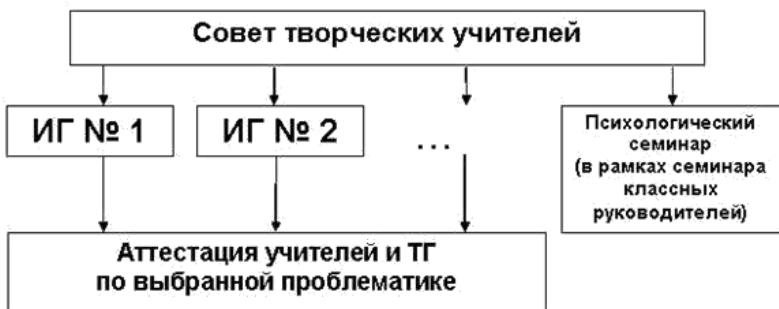 Совет творческих учителей
ИГ № 1
ИГ № 2
...
Психологический
семинар
(в рамках семинара
классных
руководителей)
Аттестация учителей и ТГ
по выбранной проблематике